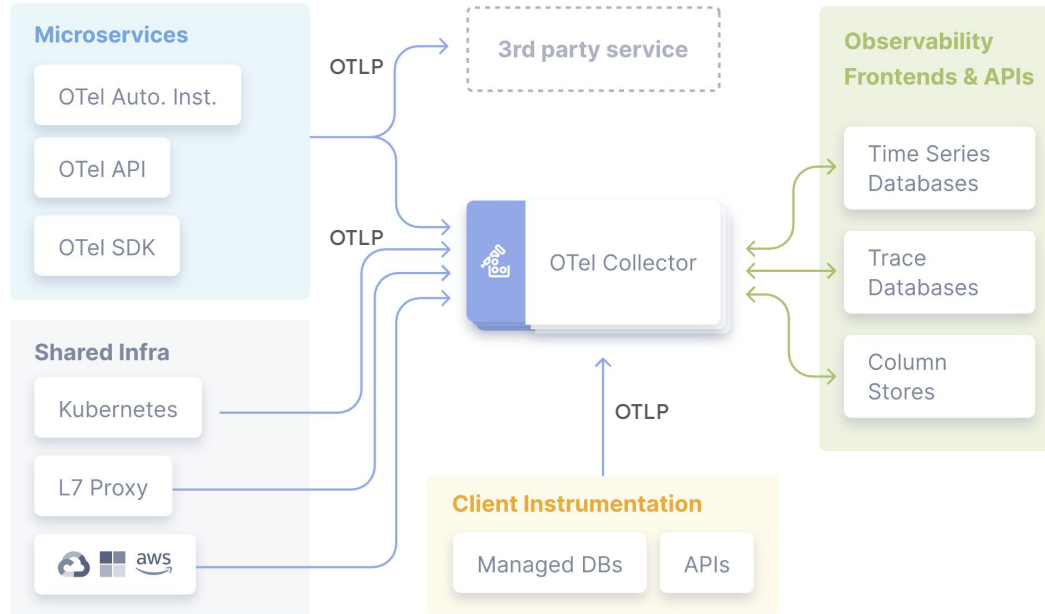 Microservices
OTel Auto. Inst.
OTel API
OTel SDK
OTLP
3rd party service
OTLP
OTel Collector
Observability
Frontends & APIs
Time Series
Databases
Trace
Databases
Column
Stores
Shared Infra
Kubernetes
L7 Proxy
aws
OTLP
Client Instrumentation
Managed DBs
APIs